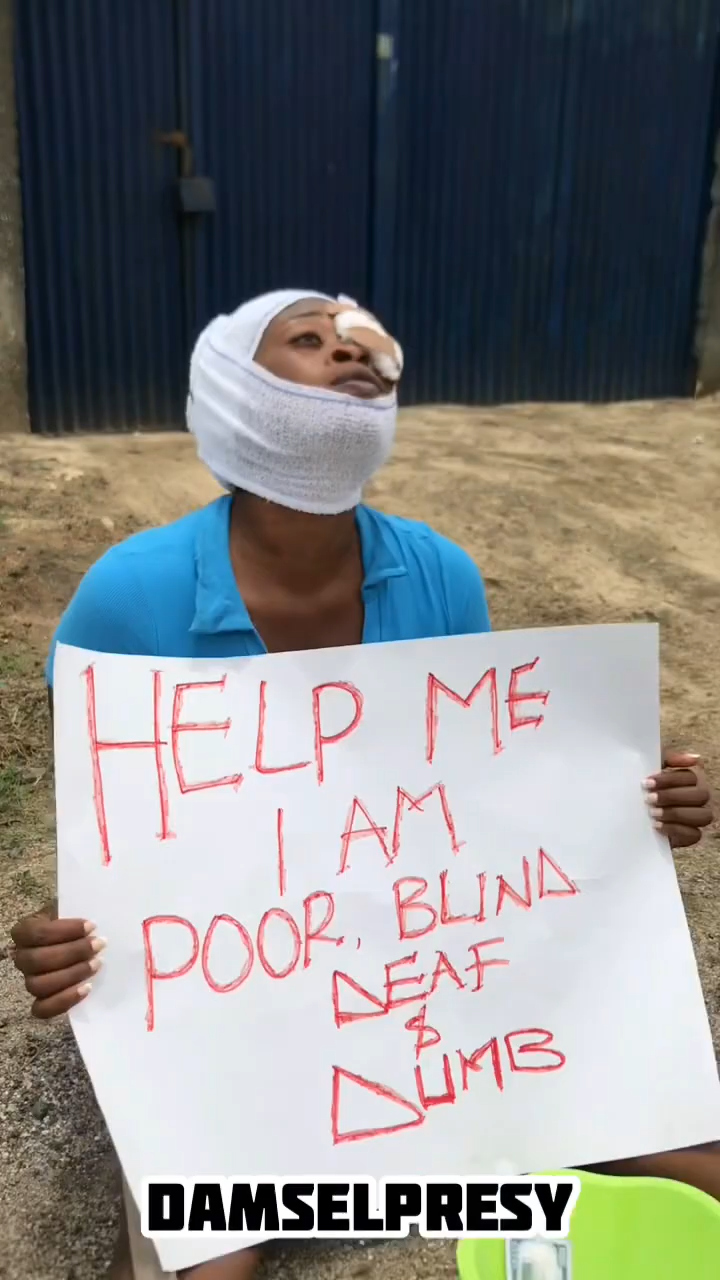 HELP ME
I AM
POOR, BLIND
DEAF
$
DUMB
DAMSELPRESY